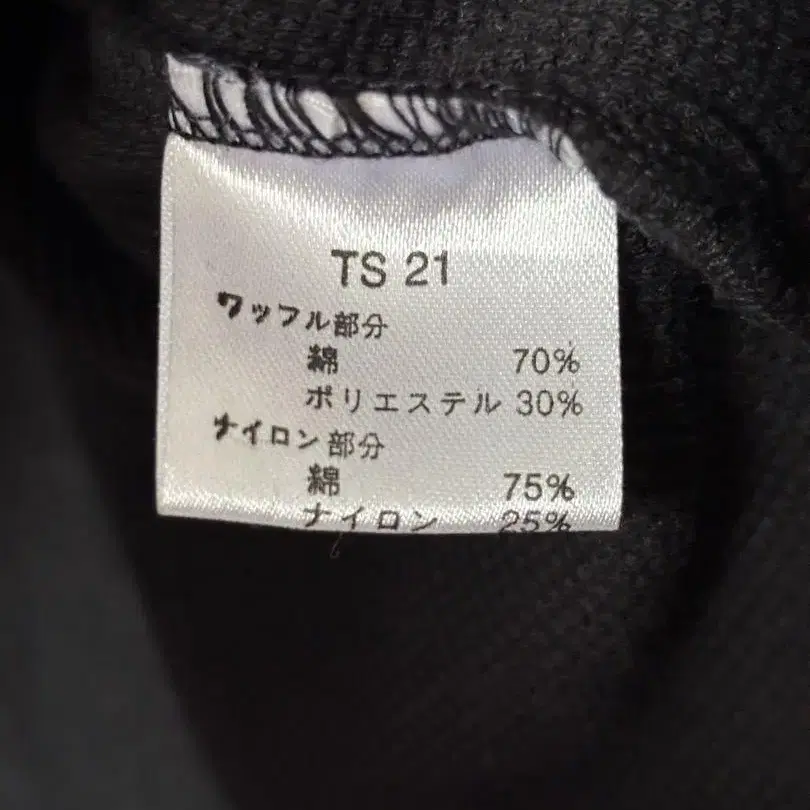 TS 21
ワッフル部分
綿 70%
ポリエステル 30%
ナイロン部分
綿 75%
ナイロン 25%